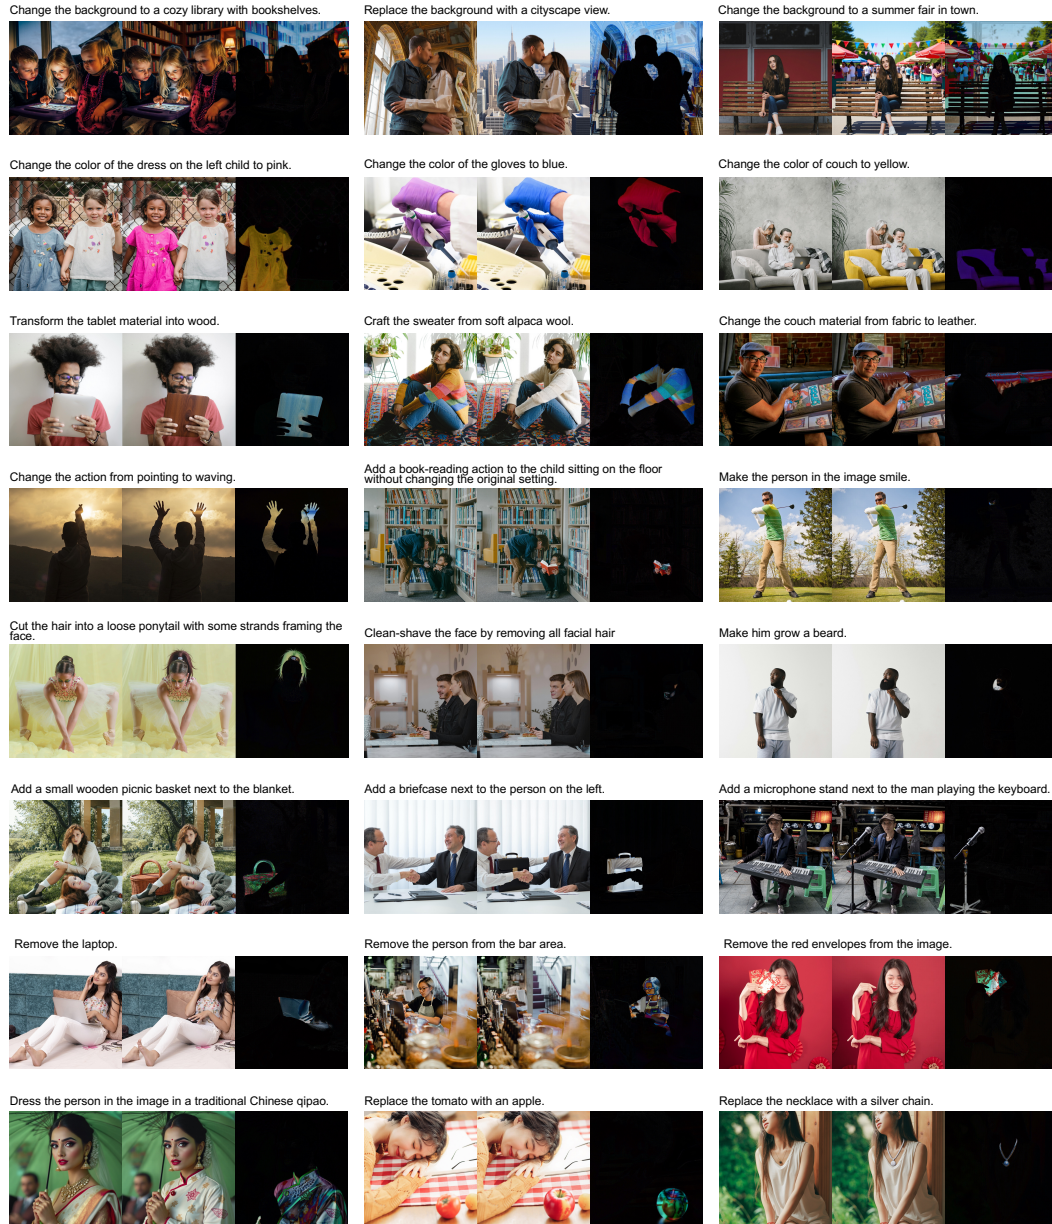 Change the background to a cozy library with bookshelves.
Replace the background with a cityscape view.
Change the background to a summer fair in town.
Change the color of the dress on the left child to pink.
Change the color of the gloves to blue.
Change the color of couch to yellow.
Transform the tablet material into wood.
Craft the sweater from soft alpaca wool.
Change the couch material from fabric to leather.
Change the action from pointing to waving.
Add a book-reading action to the child sitting on the floor
without changing the original setting.
Make the person in the image smile.
Cut the hair into a loose ponytail with some strands framing the
face.
Clean-shave the face by removing all facial hair
Make him grow a beard.
Add a small wooden picnic basket next to the blanket.
Add a briefcase next to the person on the left.
Add a microphone stand next to the man playing the keyboard.
Remove the laptop.
Remove the person from the bar area.
Remove the red envelopes from the image.
Dress the person in the image in a traditional Chinese qipao.
Replace the tomato with an apple.
Replace the necklace with a silver chain.